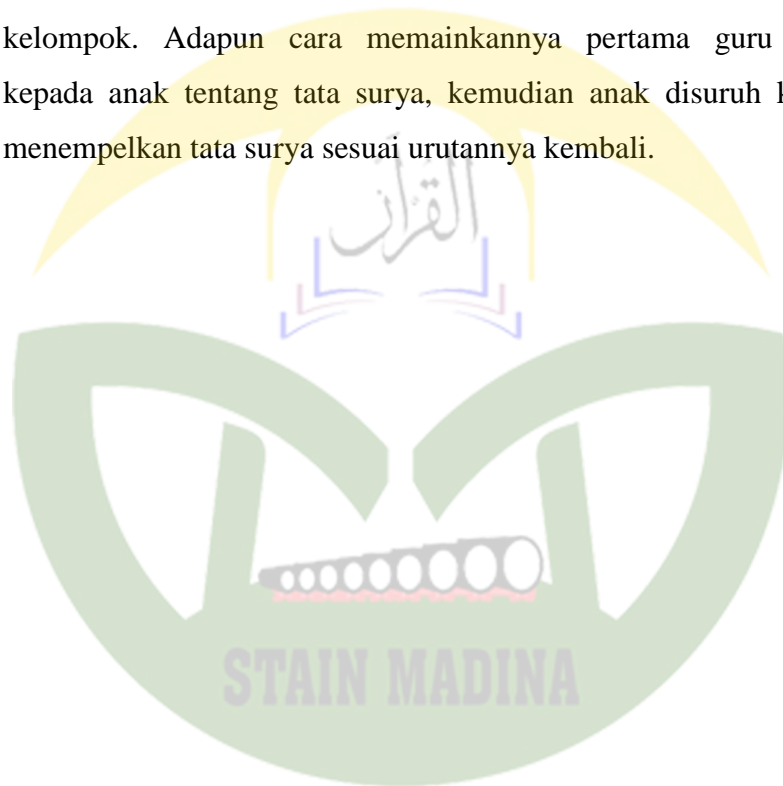 kelompok. Adapun cara memainkannya pertama guru
kepada anak tentang tata surya, kemudian anak disuruh
menempelkan tata surya sesuai urutannya kembali.
القرآن
STAIN MADINA